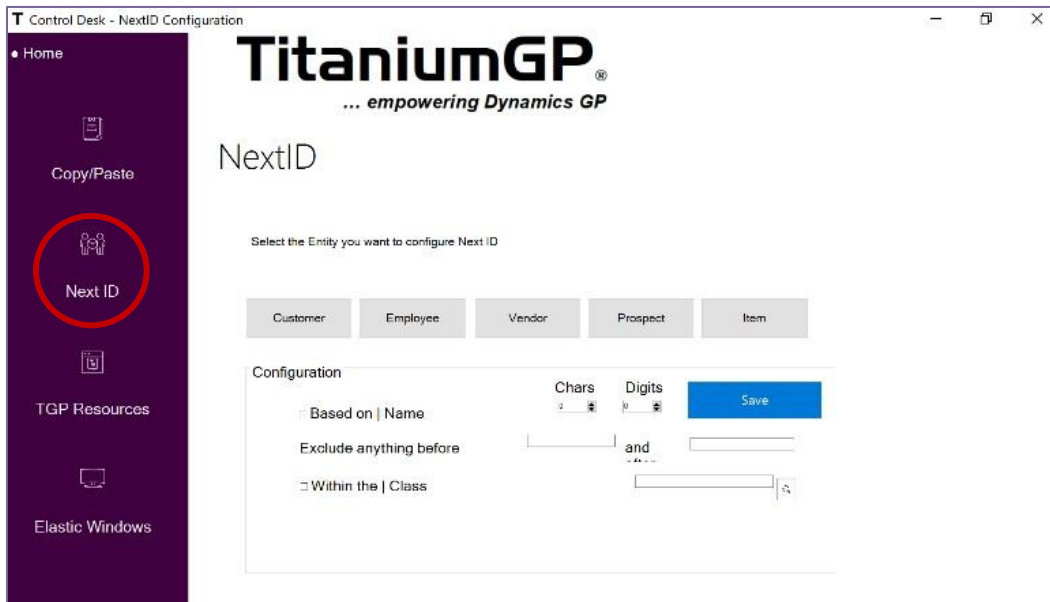 T Control Desk - NextID Configuration
Home
TitaniumGP®
... empowering Dynamics GP
Copy/Paste
NextID
Next ID
Select the Entity you want to configure Next ID
Customer Employee Vendor Prospect Item
TGP Resources
Configuration
Chars Digits
Based on | Name 0 0 Save
Exclude anything before and
Within the | Class
Elastic Windows